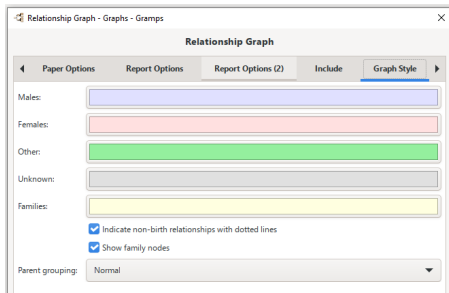 Relationship Graph - Graphs - Gramps
Relationship Graph
Paper Options Report Options Report Options (2) Include Graph Style
Males:
Females:
Other:
Unknown:
Families:
Indicate non-birth relationships with dotted lines
Show family nodes
Parent grouping: Normal